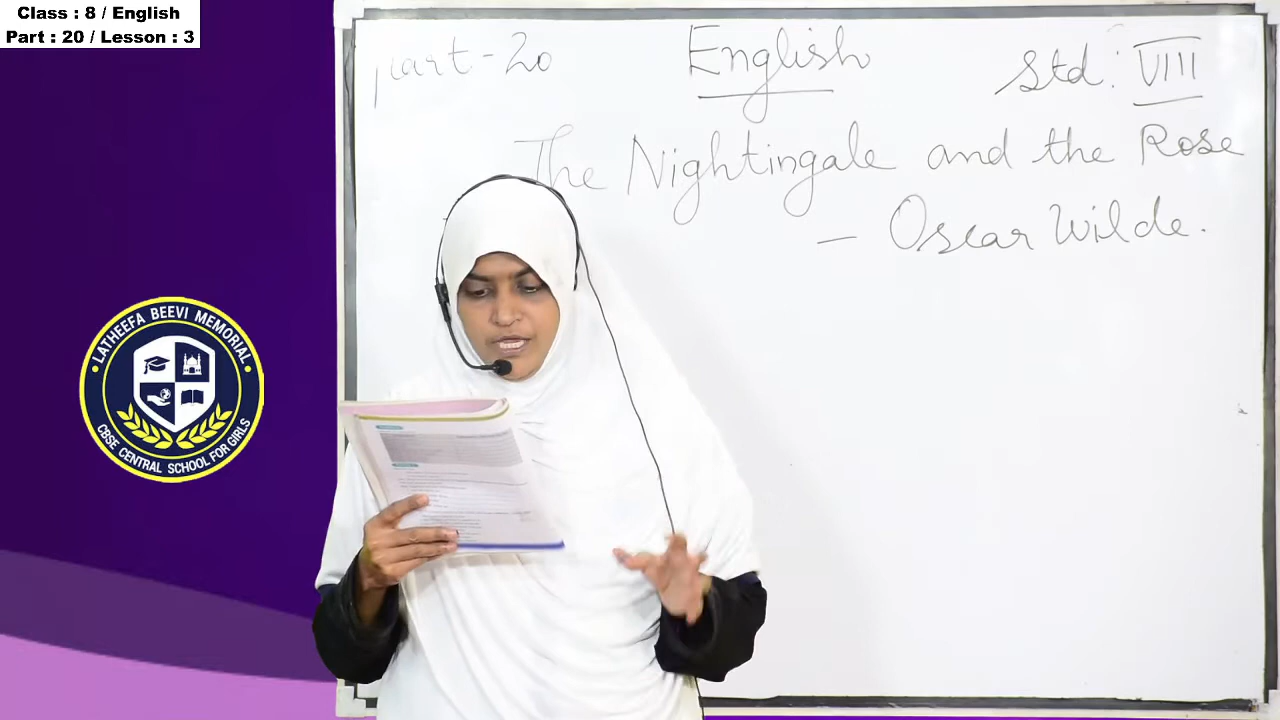 Class : 8 / English
Part : 20 / Lesson : 3
part-20
English
Std: VIII
The Nightingale and the Rose
- Oscar Wilde.
LATHEEFA BEEVI MEMORIAL
CBSE CENTRAL SCHOOL FOR GIRLS